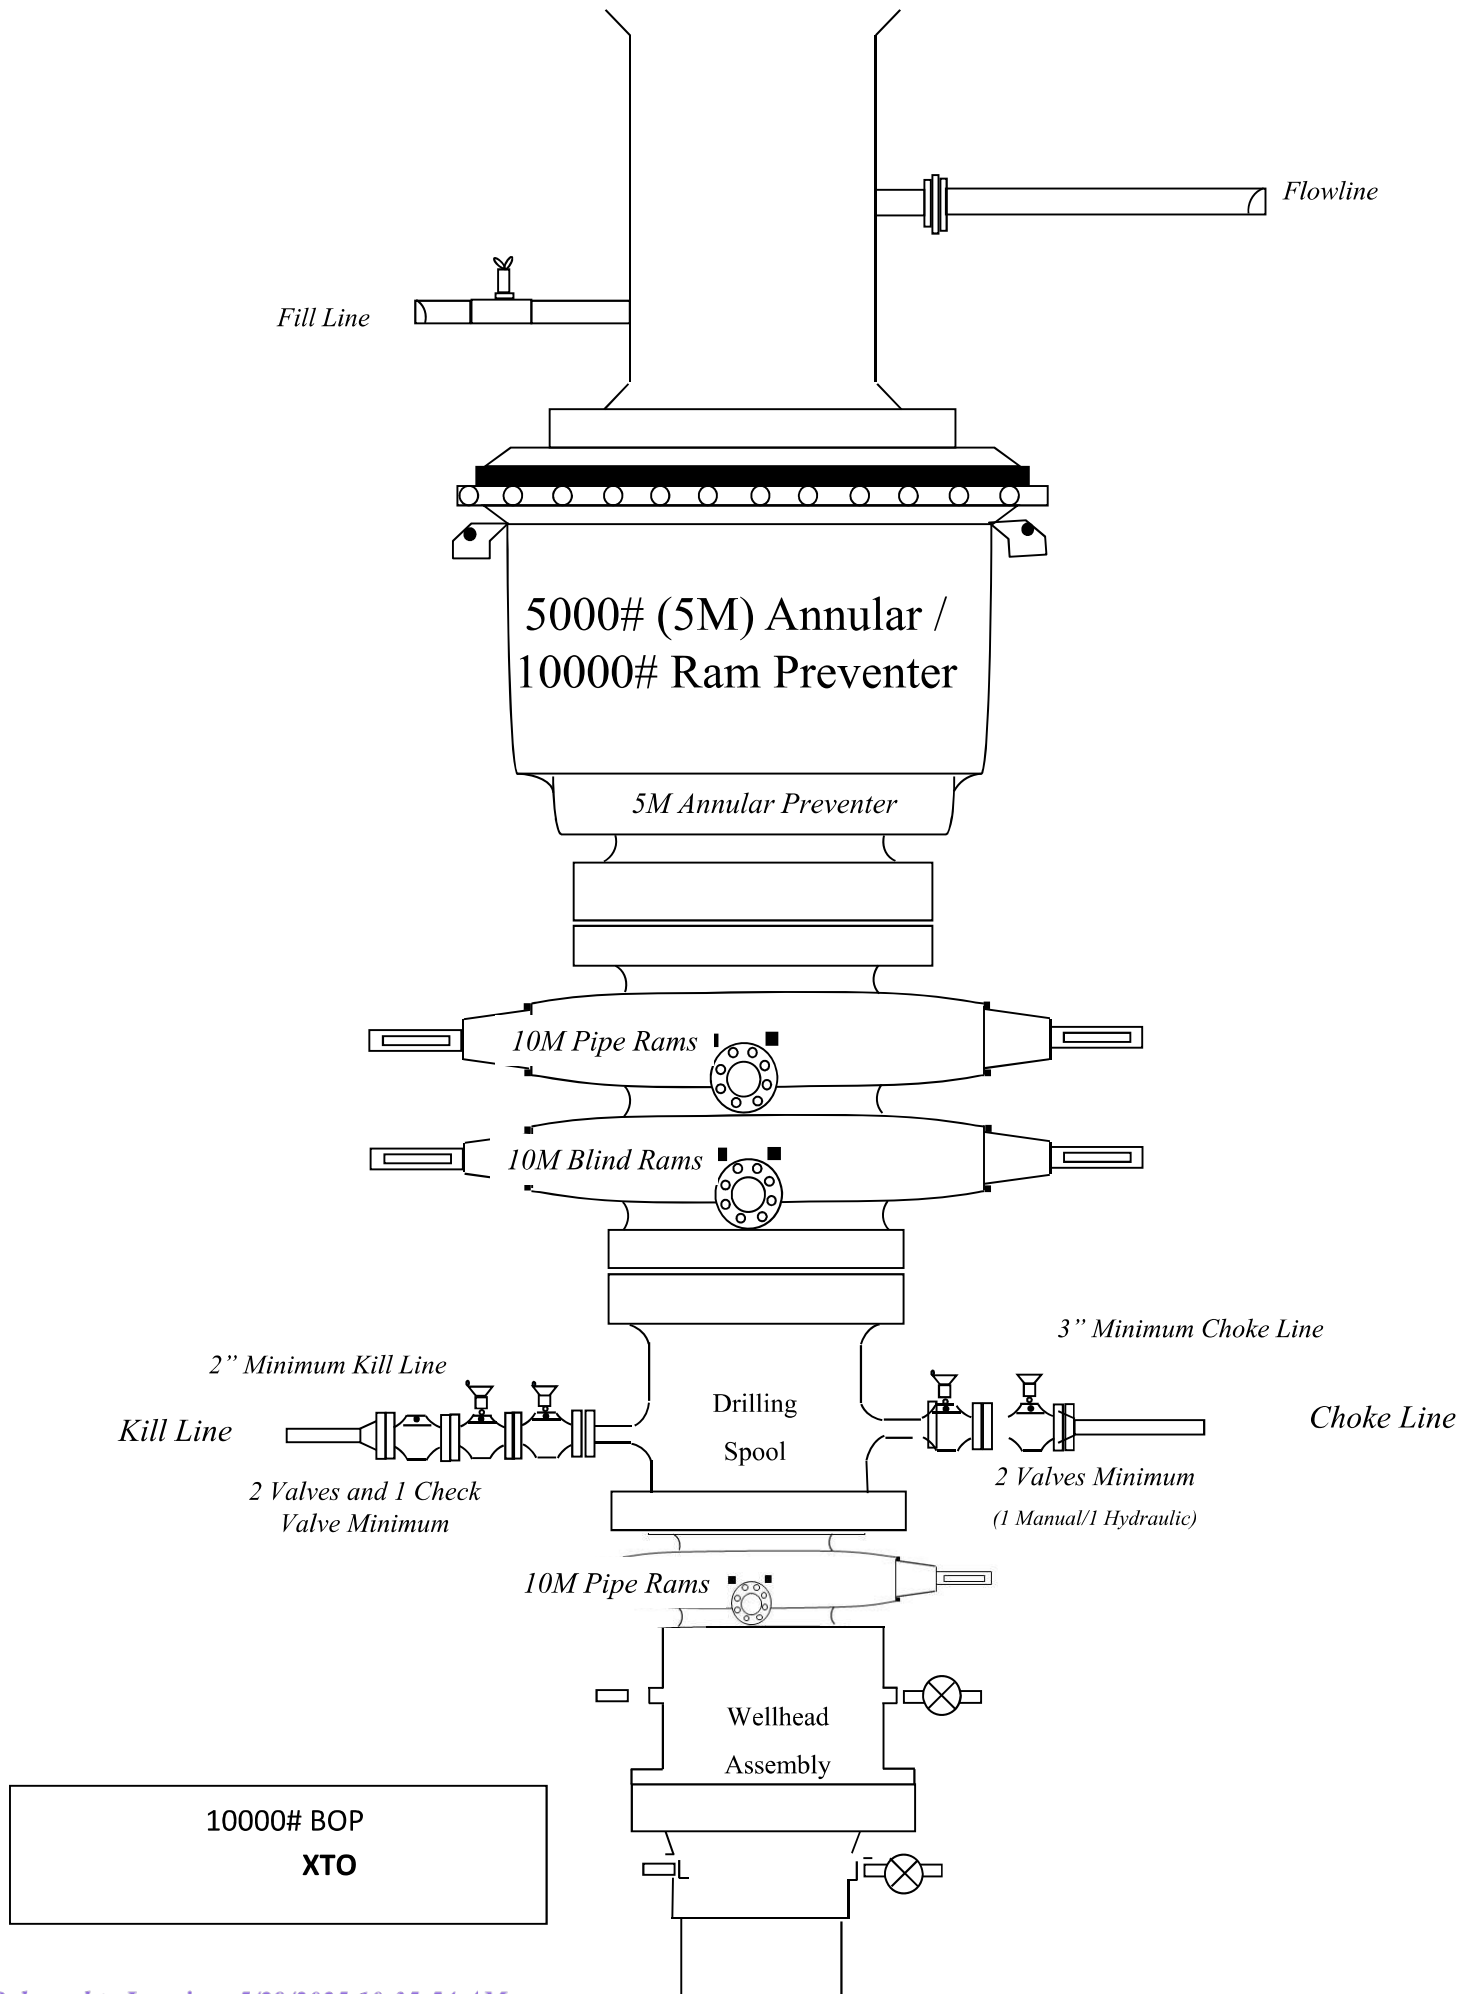 Flowline
Fill Line
5000# (5M) Annular /
10000# Ram Preventer
5M Annular Preventer
10M Pipe Rams
10M Blind Rams
3” Minimum Choke Line
2” Minimum Kill Line
Drilling
Spool
Kill Line
Choke Line
2 Valves and 1 Check
Valve Minimum
2 Valves Minimum
(1 Manual/1 Hydraulic)
10M Pipe Rams
Wellhead
Assembly
10000# BOP
XTO